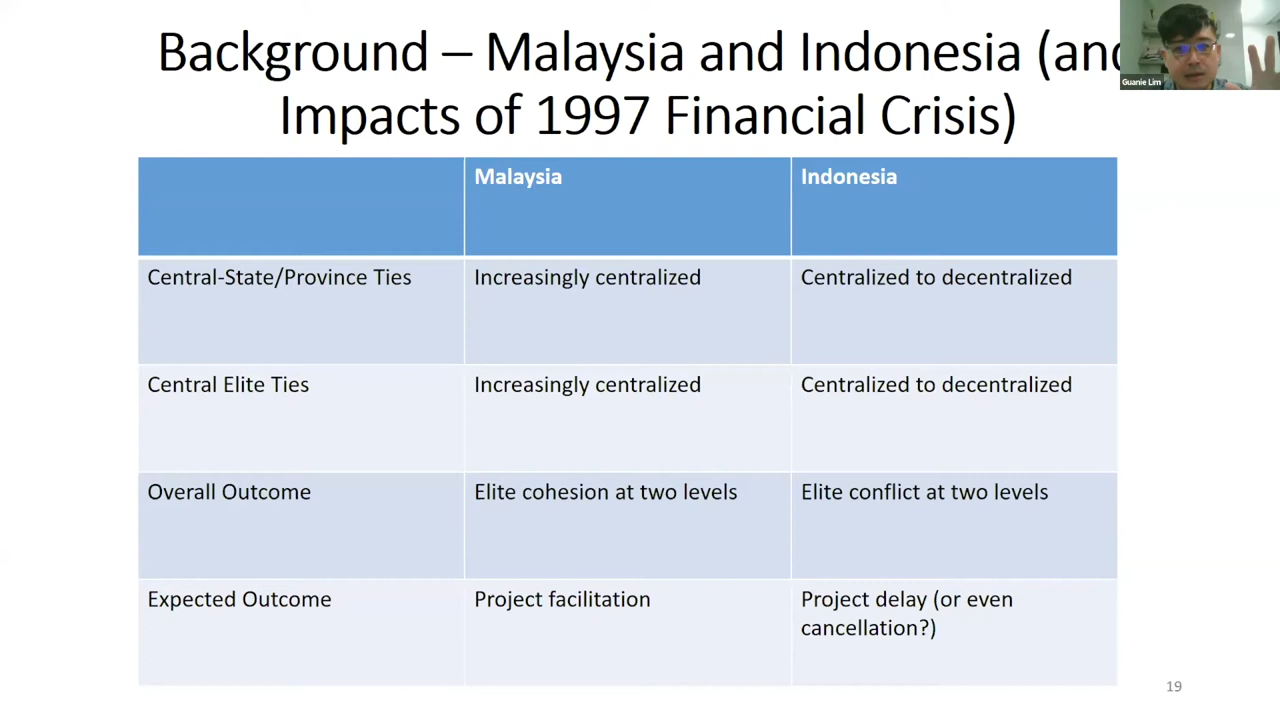 Background – Malaysia and Indonesia (and
Impacts of 1997 Financial Crisis)
Guanie Lim
Malaysia
Indonesia
Central-State/Province Ties
Increasingly centralized
Centralized to decentralized
Central Elite Ties
Increasingly centralized
Centralized to decentralized
Overall Outcome
Elite cohesion at two levels
Elite conflict at two levels
Expected Outcome
Project facilitation
Project delay (or even
cancellation?)
19